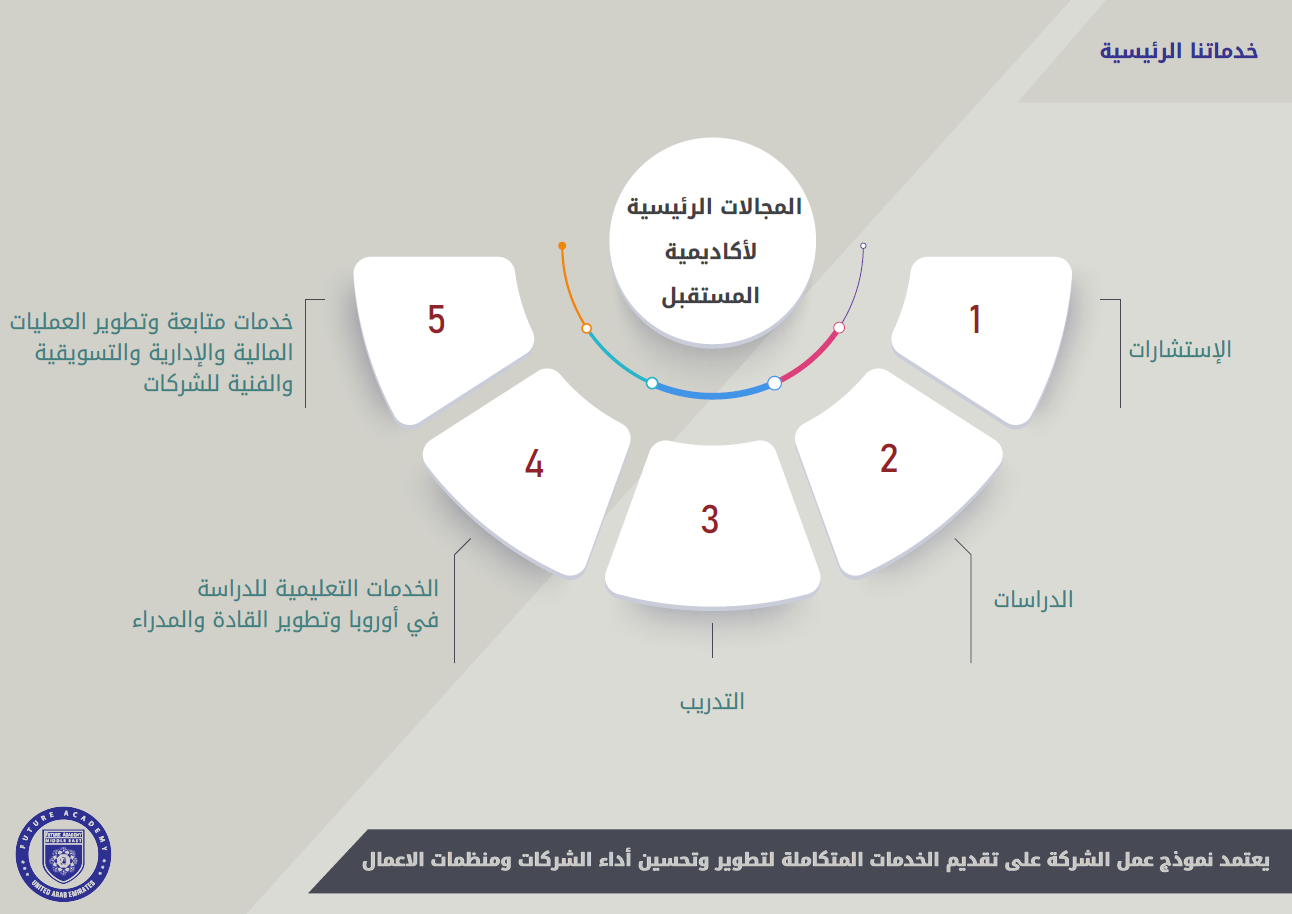 خدماتنا الرئيسية
المجالات الرئيسية
لأكاديمية
المستقبل
1
الإستشارات
2
الدراسات
3
التدريب
4
الخدمات التعليمية للدراسة
في أوروبا وتطوير القادة والمدراء
5
خدمات متابعة وتطوير العمليات
المالية والإدارية والتسويقية
والفنية للشركات
يعتمد نموذج عمل الشركة على تقديم الخدمات المتكاملة لتطوير وتحسين أداء الشركات ومنظمات الاعمال
FUTURE ACADEMY
FUTURE ACADEMY
MIDDLE EAST
UNITED ARAB EMIRATES